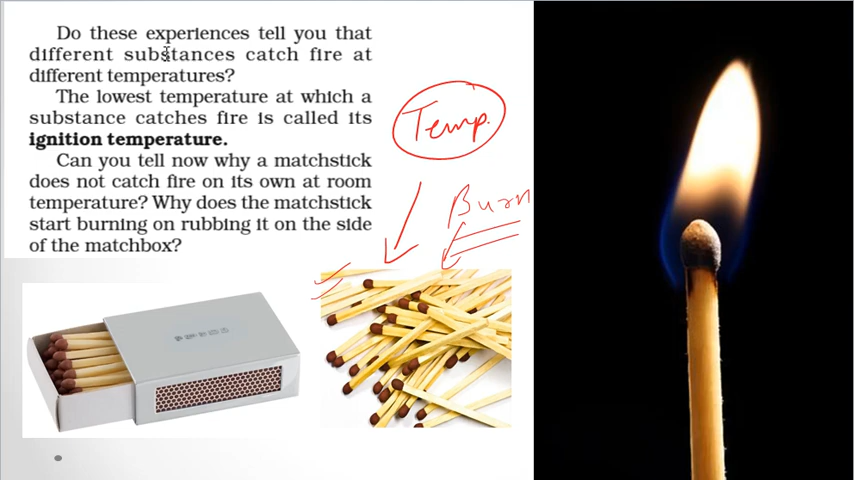 Do these experiences tell you that
different substances catch fire at
different temperatures?
The lowest temperature at which a
substance catches fire is called its
ignition temperature.
Can you tell now why a matchstick
does not catch fire on its own at room
temperature? Why does the matchstick
start burning on rubbing it on the side
of the matchbox?
Temp.
Burn